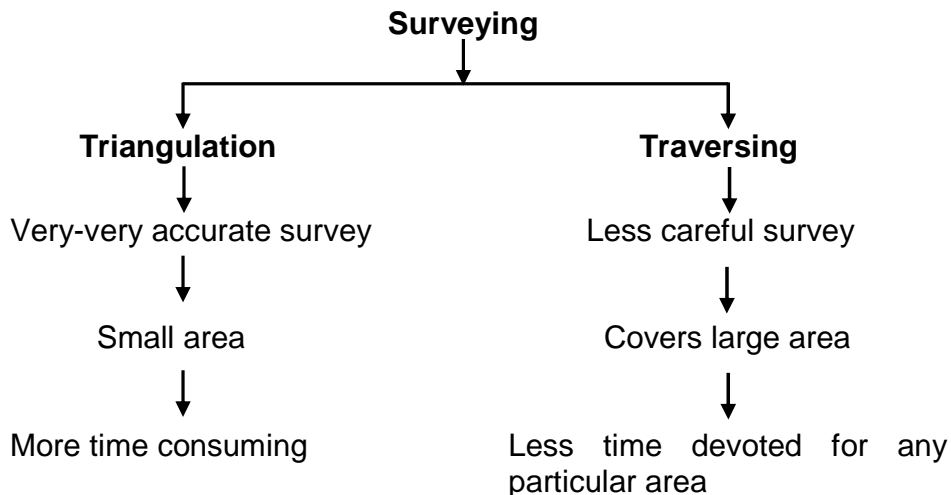 Surveying
Triangulation
Traversing
Very-very accurate survey
Less careful survey
Small area
Covers large area
More time consuming
Less time devoted for any
particular area